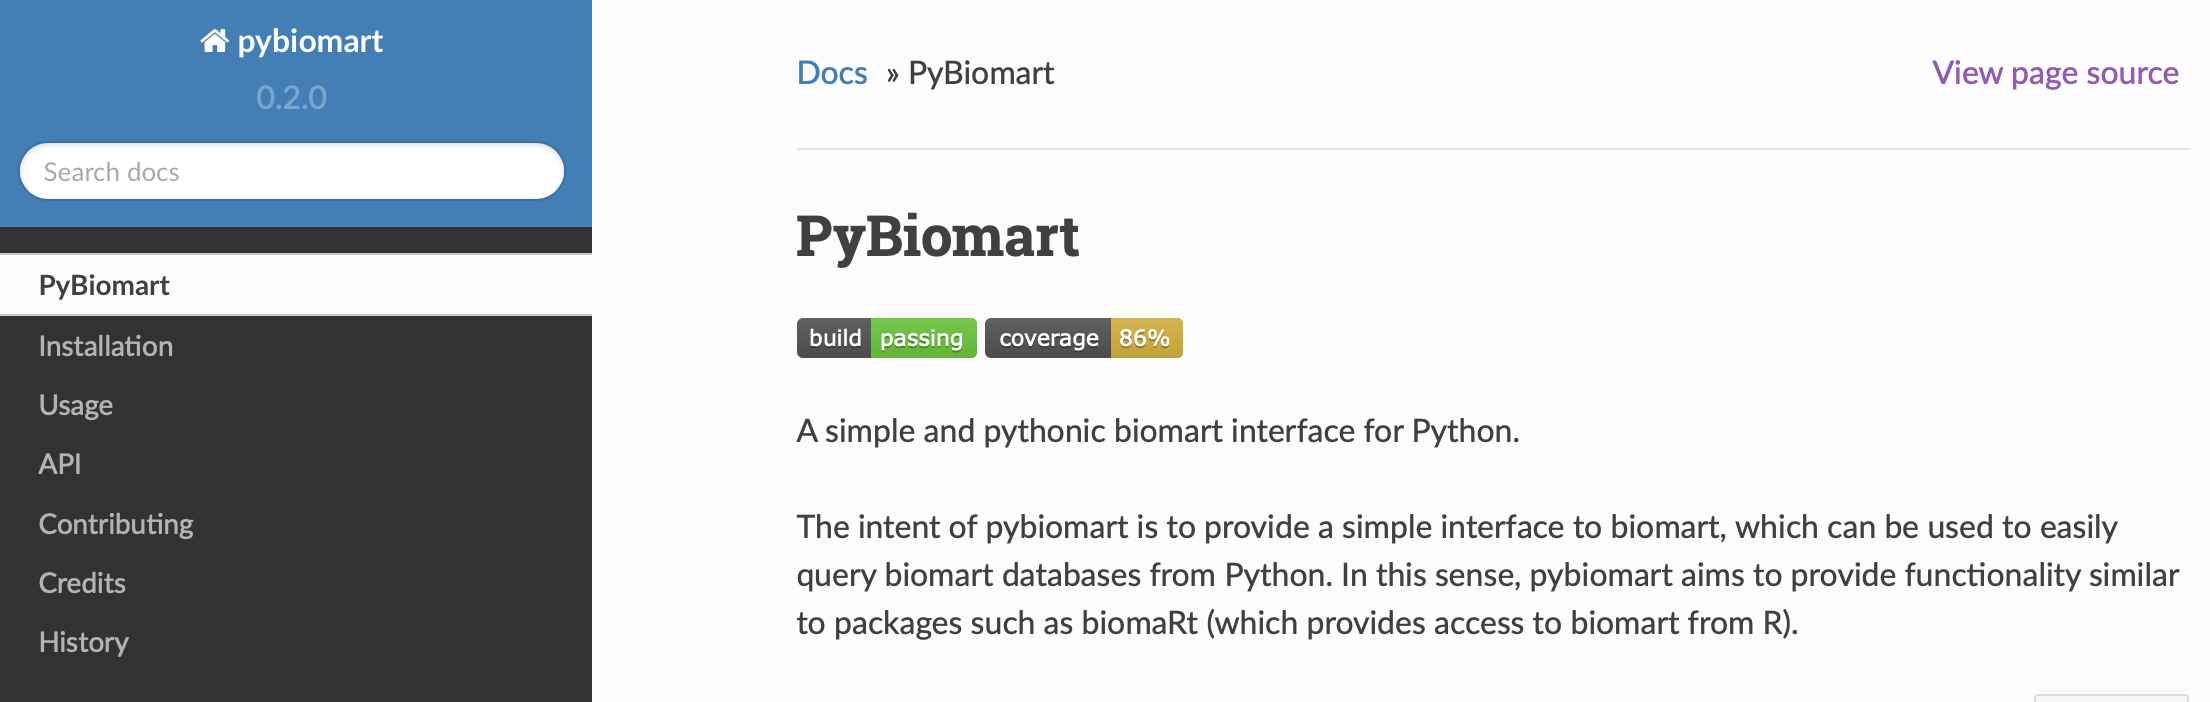 pybiomart
0.2.0
Search docs
PyBiomart
Installation
Usage
API
Contributing
Credits
History
Docs » PyBiomart
View page source
PyBiomart
build passing coverage 86%
A simple and pythonic biomart interface for Python.
The intent of pybiomart is to provide a simple interface to biomart, which can be used to easily
query biomart databases from Python. In this sense, pybiomart aims to provide functionality similar
to packages such as biomaRt (which provides access to biomart from R).